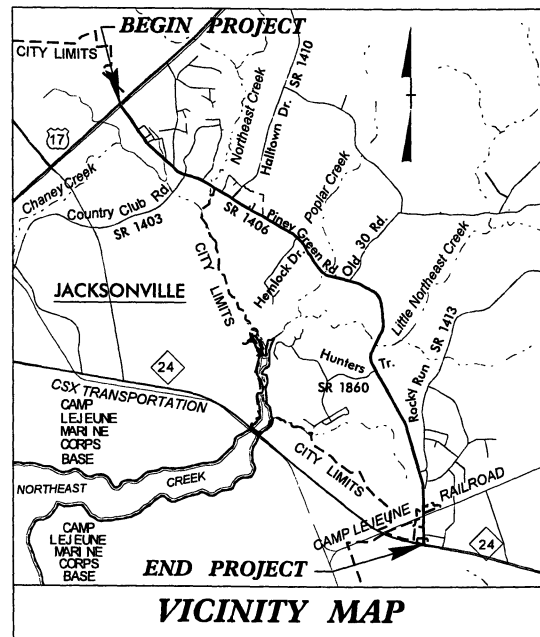 BEGIN PROJECT
CITY LIMITS
17
Chaney Creek
Country Club Rd.
SR 1403
Northeast Creek
Halltown Dr. SR 1410
SR 1406
Piney Green Rd
Poplar Creek
Hemlock Dr.
Old 30 Rd.
CITY LIMITS
JACKSONVILLE
Little Northeast Creek
Hunters Tr.
SR 1860
Rocky Run SR 1413
24
CSX TRANSPORTATION
CAMP
LEJEUNE
MARINE
CORPS
BASE
NORTHEAST CREEK
CITY LIMITS
CAMP LEJEUNE RAILROAD
CAMP
LEJEUNE
MARINE
CORPS
BASE
24
END PROJECT
VICINITY MAP